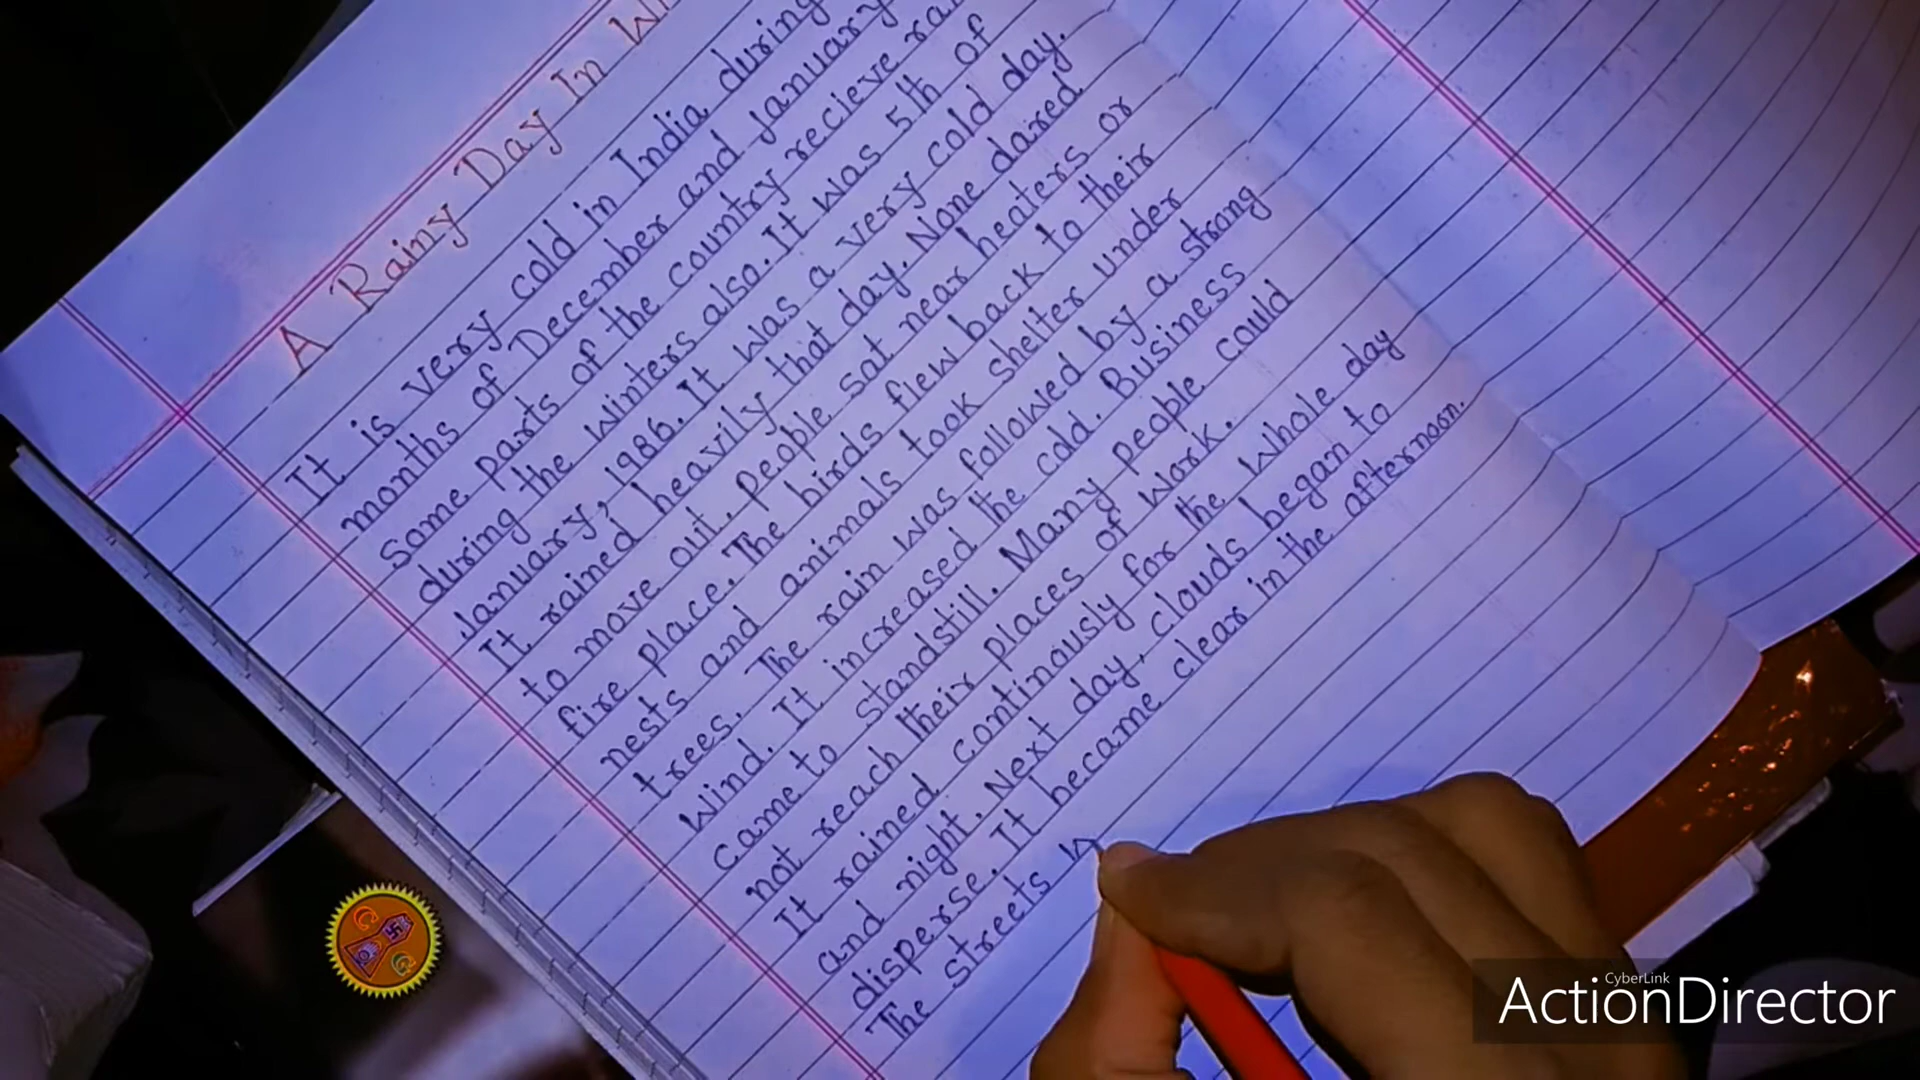 A Rainy Day In
It is very cold in India during
months of December and January
Some parts of the country recieve
during the winters also. It was 5th of
January, 1986. It was a very cold day.
It rained heavily that day. None dared
to move out. people sat near heaters or
fire place. The birds flew back to their
nests and animals took shelter under
trees. The rain was followed by a strong
Wind. It increased the cold. Business
Came to standstill. Many people could
not reach their places of work.
It rained continously for the whole day
and night. Next day, clouds began to
disperse. It became clear in the afternoon.
The streets
CyberLink
ActionDirector